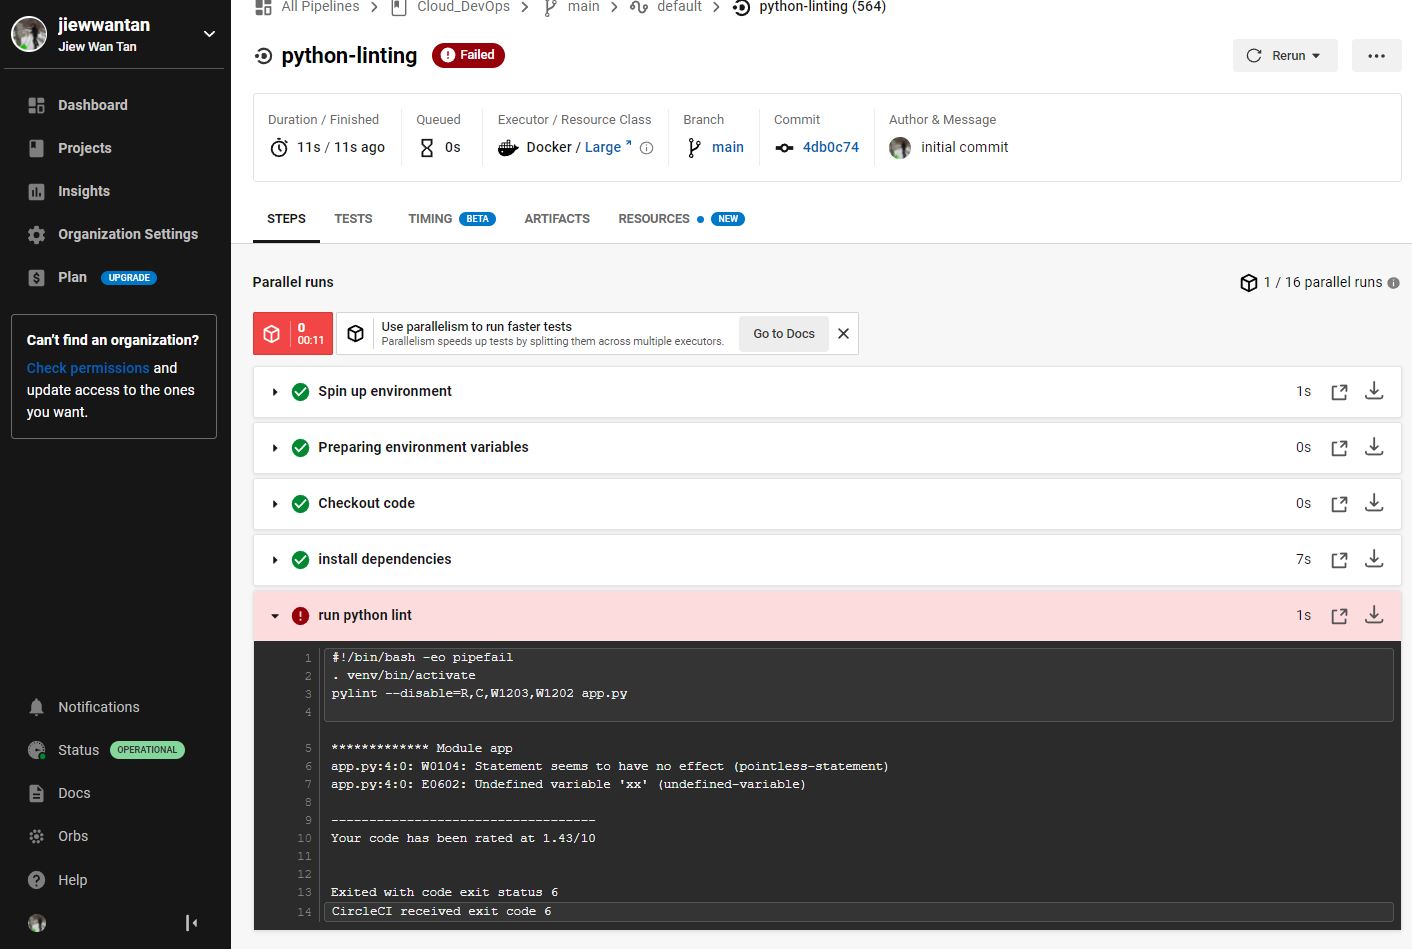 jiewwantan
Jiew Wan Tan
Dashboard
Projects
Insights
Organization Settings
Plan UPGRADE
Can't find an organization?
Check permissions and
update access to the ones
you want.
Notifications
Status OPERATIONAL
Docs
Orbs
Help
All Pipelines Cloud_DevOps main default python-linting (564)
python-linting Failed
Rerun
Duration / Finished Queued Executor / Resource Class Branch Commit Author & Message
11s / 11s ago 0s Docker / Large main 4db0c74 initial commit
STEPS TESTS TIMING BETA ARTIFACTS RESOURCES NEW
Parallel runs
1 / 16 parallel runs
0
00:11
Use parallelism to run faster tests
Parallelism speeds up tests by splitting them across multiple executors.
Go to Docs
Spin up environment 1s
Preparing environment variables 0s
Checkout code 0s
install dependencies 7s
run python lint 1s
1 #!/bin/bash -eo pipefail
2 . venv/bin/activate
3 pylint --disable=R,C,W1203,W1202 app.py
4
5 ************* Module app
6 app.py:4:0: W0104: Statement seems to have no effect (pointless-statement)
7 app.py:4:0: E0602: Undefined variable 'xx' (undefined-variable)
8
9 -----------------------------------
10 Your code has been rated at 1.43/10
11
12
13 Exited with code exit status 6
14 CircleCI received exit code 6